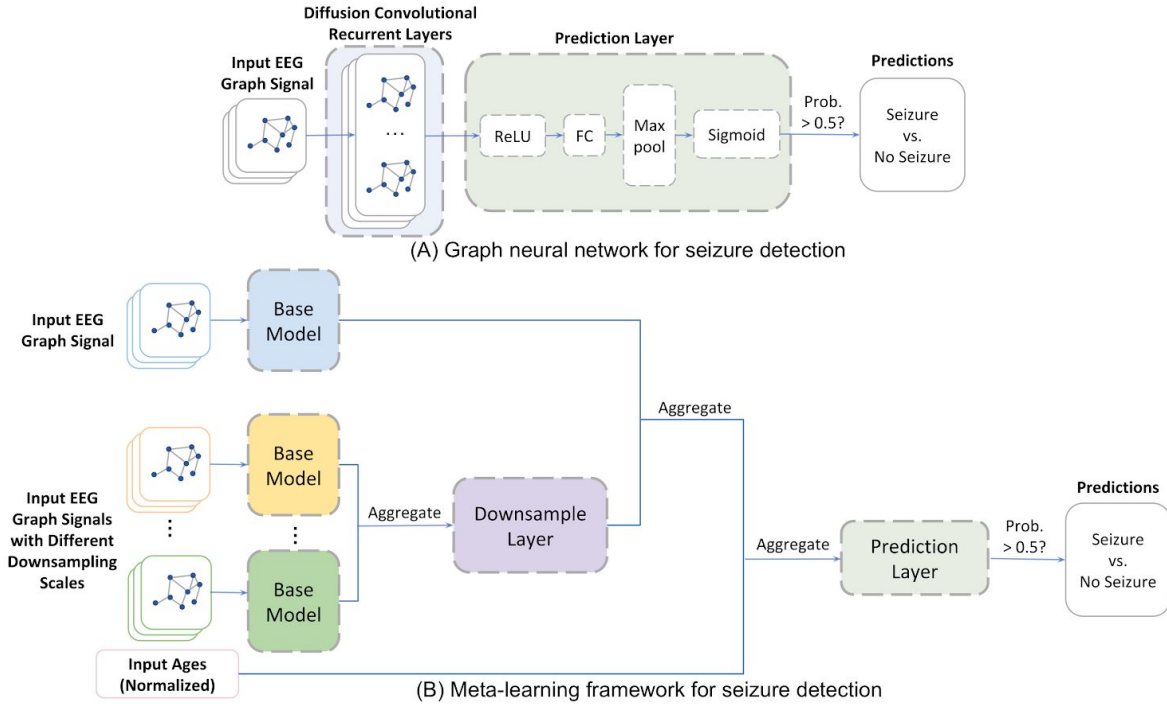 Diffusion Convolutional
Recurrent Layers
Input EEG
Graph Signal
Prediction Layer
Predictions
ReLU
FC
Max
pool
Sigmoid
Prob.
> 0.5?
Seizure
vs.
No Seizure
...
(A) Graph neural network for seizure detection
Input EEG
Graph Signal
Base
Model
Aggregate
Base
Model
Input EEG
Graph Signals
with Different
Downsampling
Scales
...
...
Aggregate
Downsample
Layer
Base
Model
Aggregate
Prediction
Layer
Prob.
> 0.5?
Predictions
Seizure
vs.
No Seizure
Input Ages
(Normalized)
(B) Meta-learning framework for seizure detection